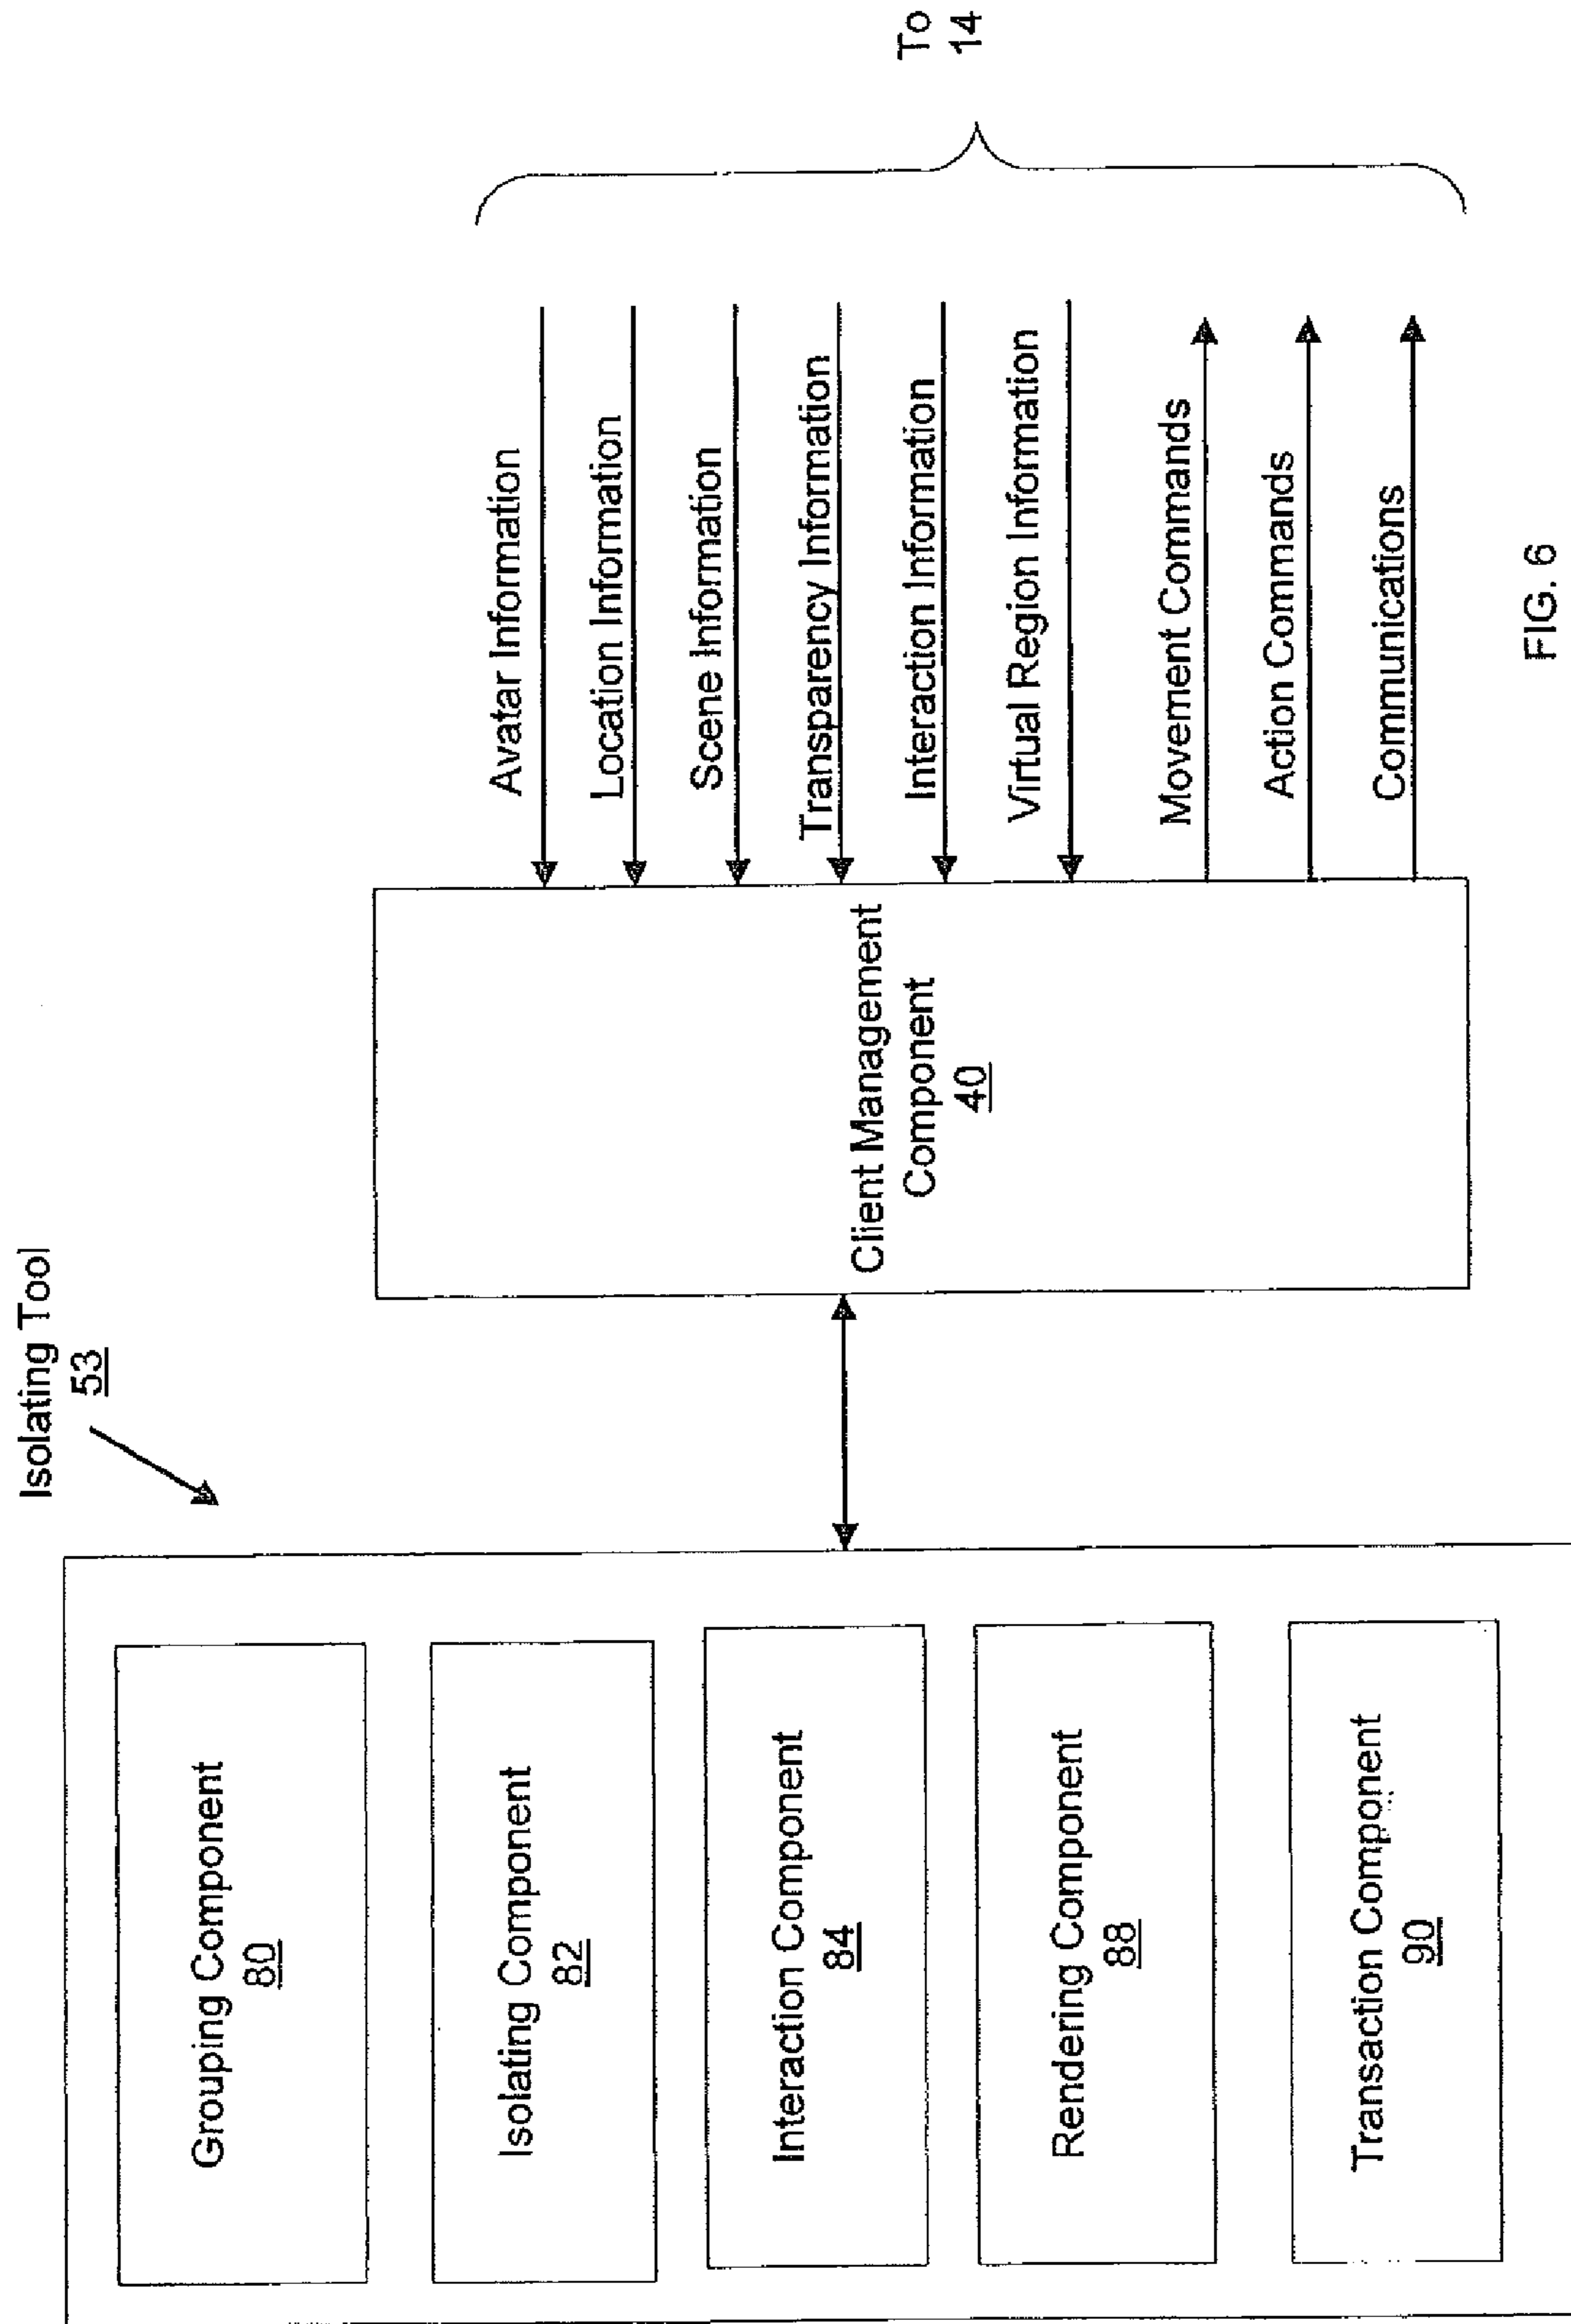 Isolating Tool
53
Grouping Component
80
Isolating Component
82
Interaction Component
84
Rendering Component
88
Transaction Component
90
Client Management
Component
40
Avatar Information
Location Information
Scene Information
Transparency Information
Interaction Information
Virtual Region Information
Movement Commands
Action Commands
Communications
To
14
FIG. 6